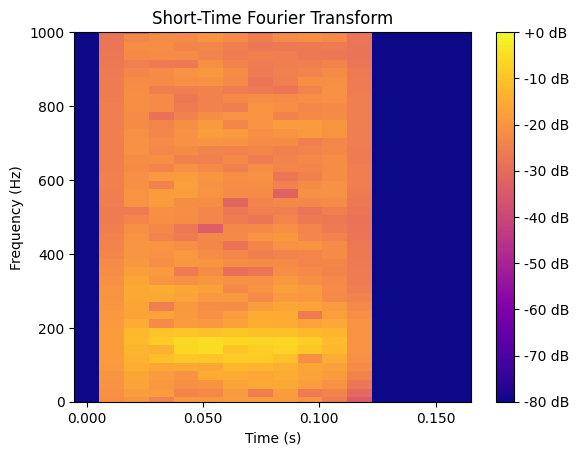 Short-Time Fourier Transform
1000
800
600
400
200
0
Frequency (Hz)
0.000
0.050
0.100
0.150
Time (s)
+0 dB
-10 dB
-20 dB
-30 dB
-40 dB
-50 dB
-60 dB
-70 dB
-80 dB